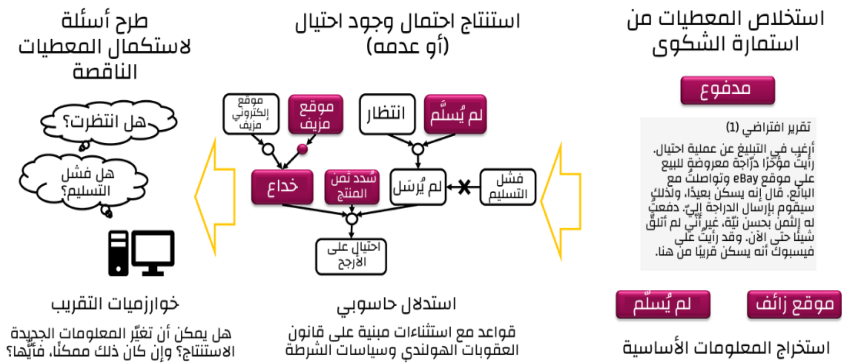 استخلاص المعطيات من
استمارة الشكوى
مدفوع
تقرير افتراضي (1)
أرغب في التبليغ عن عملية احتيال.
رأيتُ مؤخرًا درّاجة معروضة للبيع
على موقع eBay وتواصلتُ مع
البائع. قال إنه يسكن بعيدًا، ولذلك
سيقوم بإرسال الدراجة إليّ. دفعتُ
له الثمن بحسن نيّة، غير أنّي لم أتلقَّ
شيئًا حتى الآن. وقد رأيتُ على
فيسبوك أنه يسكن قريبًا من هنا.
موقع زائف
لم يُسلَّم
استخراج المعلومات الأساسية
استنتاج احتمال وجود احتيال
(أو عدمه)
لم يُسلَّم
انتظار
موقع
مزيف
موقع
إلكتروني
مزيف
فشل
التسليم
لم يُرسَل
سُدد ثمن
المنتج
خداع
احتيال على
الأرجح
استدلال حاسوبي
قواعد مع استثناءات مبنية على قانون
العقوبات الهولندي وسياسات الشرطة
طرح أسئلة
لاستكمال المعطيات
الناقصة
هل انتظرت؟
هل فشل
التسليم؟
خوارزميات التقريب
هل يمكن أن تغيّر المعلومات الجديدة
الاستنتاج؟ وإن كان ذلك ممكنًا، فأيُّها؟